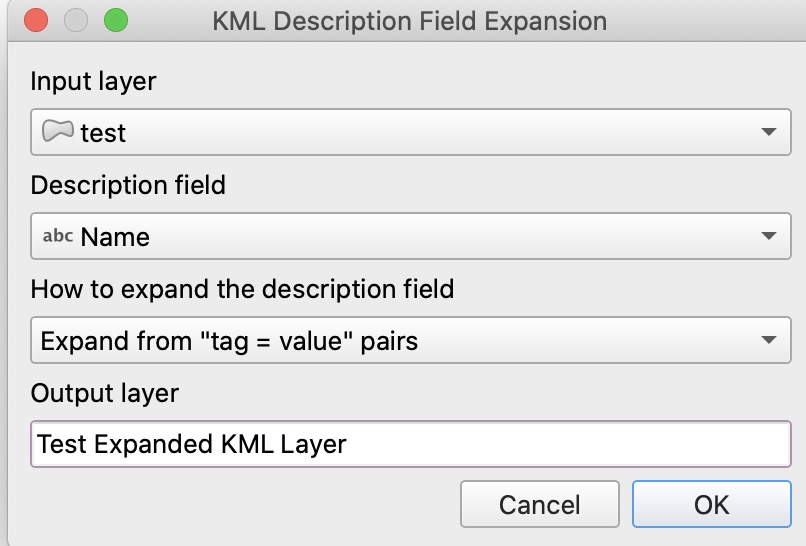 KML Description Field Expansion
Input layer
test
Description field
abc Name
How to expand the description field
Expand from "tag = value" pairs
Output layer
Test Expanded KML Layer
Cancel OK